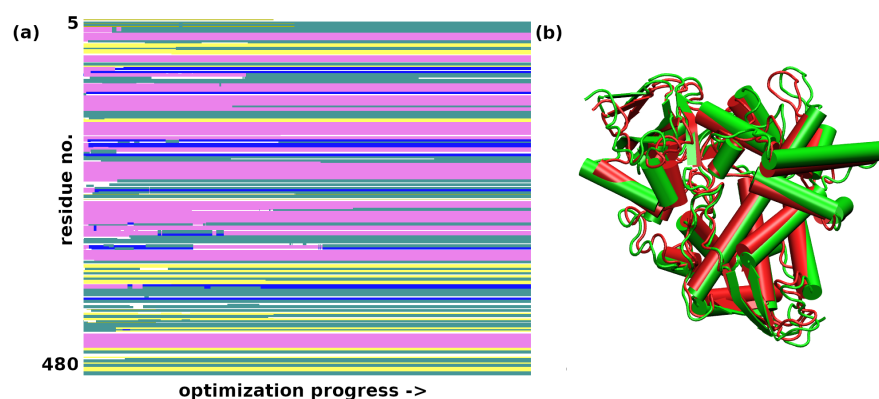 (a)
5
residue no.
480
optimization progress ->
(b)